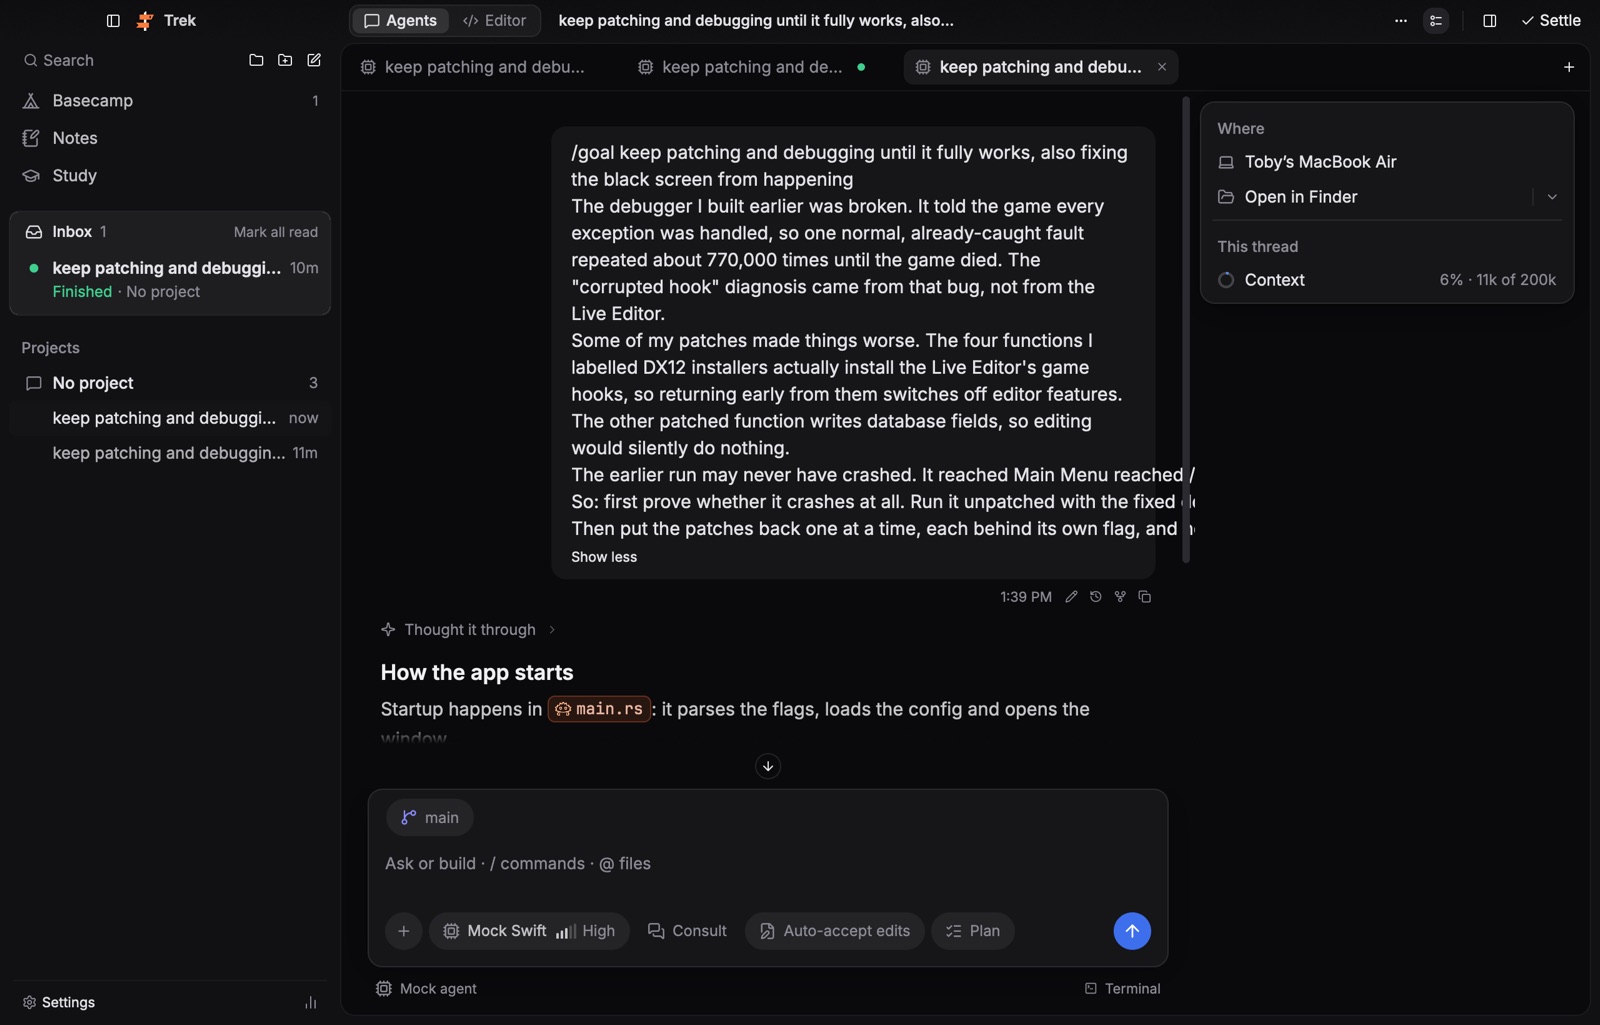 Trek
Agents
Editor
keep patching and debugging until it fully works, also...
Settle
Search
Basecamp 1
Notes
Study
Inbox 1 Mark all read
keep patching and debuggi... 10m
Finished · No project
Projects
No project 3
keep patching and debuggi... now
keep patching and debuggin... 11m
Settings
keep patching and debu...
keep patching and de...
keep patching and debu...
/goal keep patching and debugging until it fully works, also fixing
the black screen from happening
The debugger I built earlier was broken. It told the game every
exception was handled, so one normal, already-caught fault
repeated about 770,000 times until the game died. The
"corrupted hook" diagnosis came from that bug, not from the
Live Editor.
Some of my patches made things worse. The four functions I
labelled DX12 installers actually install the Live Editor's game
hooks, so returning early from them switches off editor features.
The other patched function writes database fields, so editing
would silently do nothing.
The earlier run may never have crashed. It reached Main Menu reached /
So: first prove whether it crashes at all. Run it unpatched with the fixed
Then put the patches back one at a time, each behind its own flag, and
Show less
1:39 PM
Thought it through
How the app starts
Startup happens in main.rs: it parses the flags, loads the config and opens the
window
main
Ask or build · / commands · @ files
Mock Swift High
Consult
Auto-accept edits
Plan
Mock agent
Terminal
Where
Toby's MacBook Air
Open in Finder
This thread
Context 6% · 11k of 200k